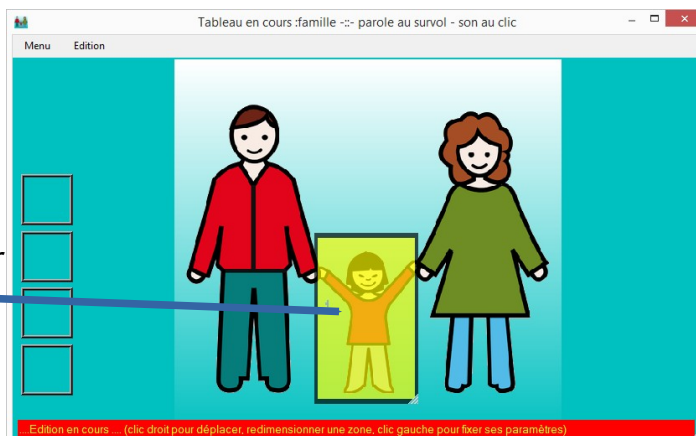 Tableau en cours :famille -::- parole au survol - son au clic
Menu Edition
....Edition en cours .... (clic droit pour déplacer, redimensionner une zone, clic gauche pour fixer ses paramètres)